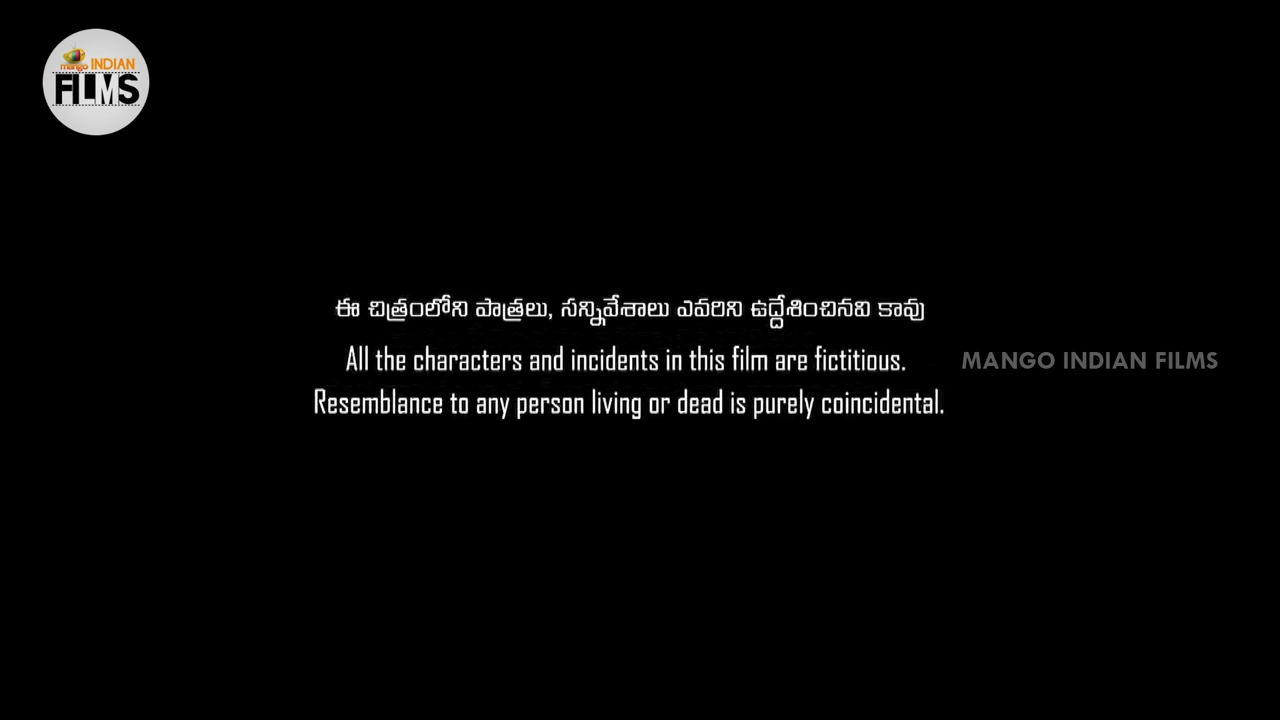 mango INDIAN
FILMS
ఈ చిత్రంలోని పాత్రలు, సన్నివేశాలు ఎవరిని ఉద్దేశించినవి కావు
All the characters and incidents in this film are fictitious.
MANGO INDIAN FILMS
Resemblance to any person living or dead is purely coincidental.